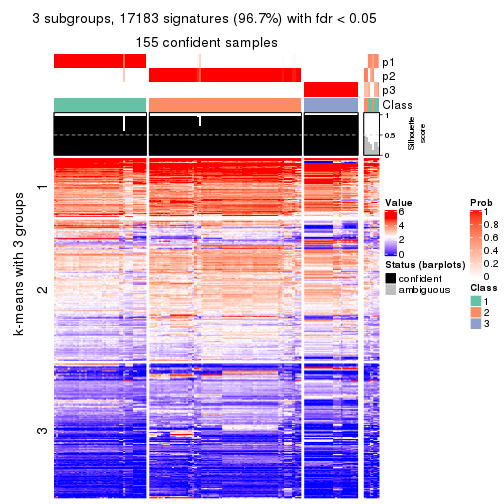 3 subgroups, 17183 signatures (96.7%) with fdr < 0.05
155 confident samples
p1
p2
p3
Class
1
0.5
0
Silhouette
score
k-means with 3 groups
1
2
3
Value
6
4
2
0
Status (barplots)
confident
ambiguous
Prob
1
0.8
0.6
0.4
0.2
0
Class
1
2
3